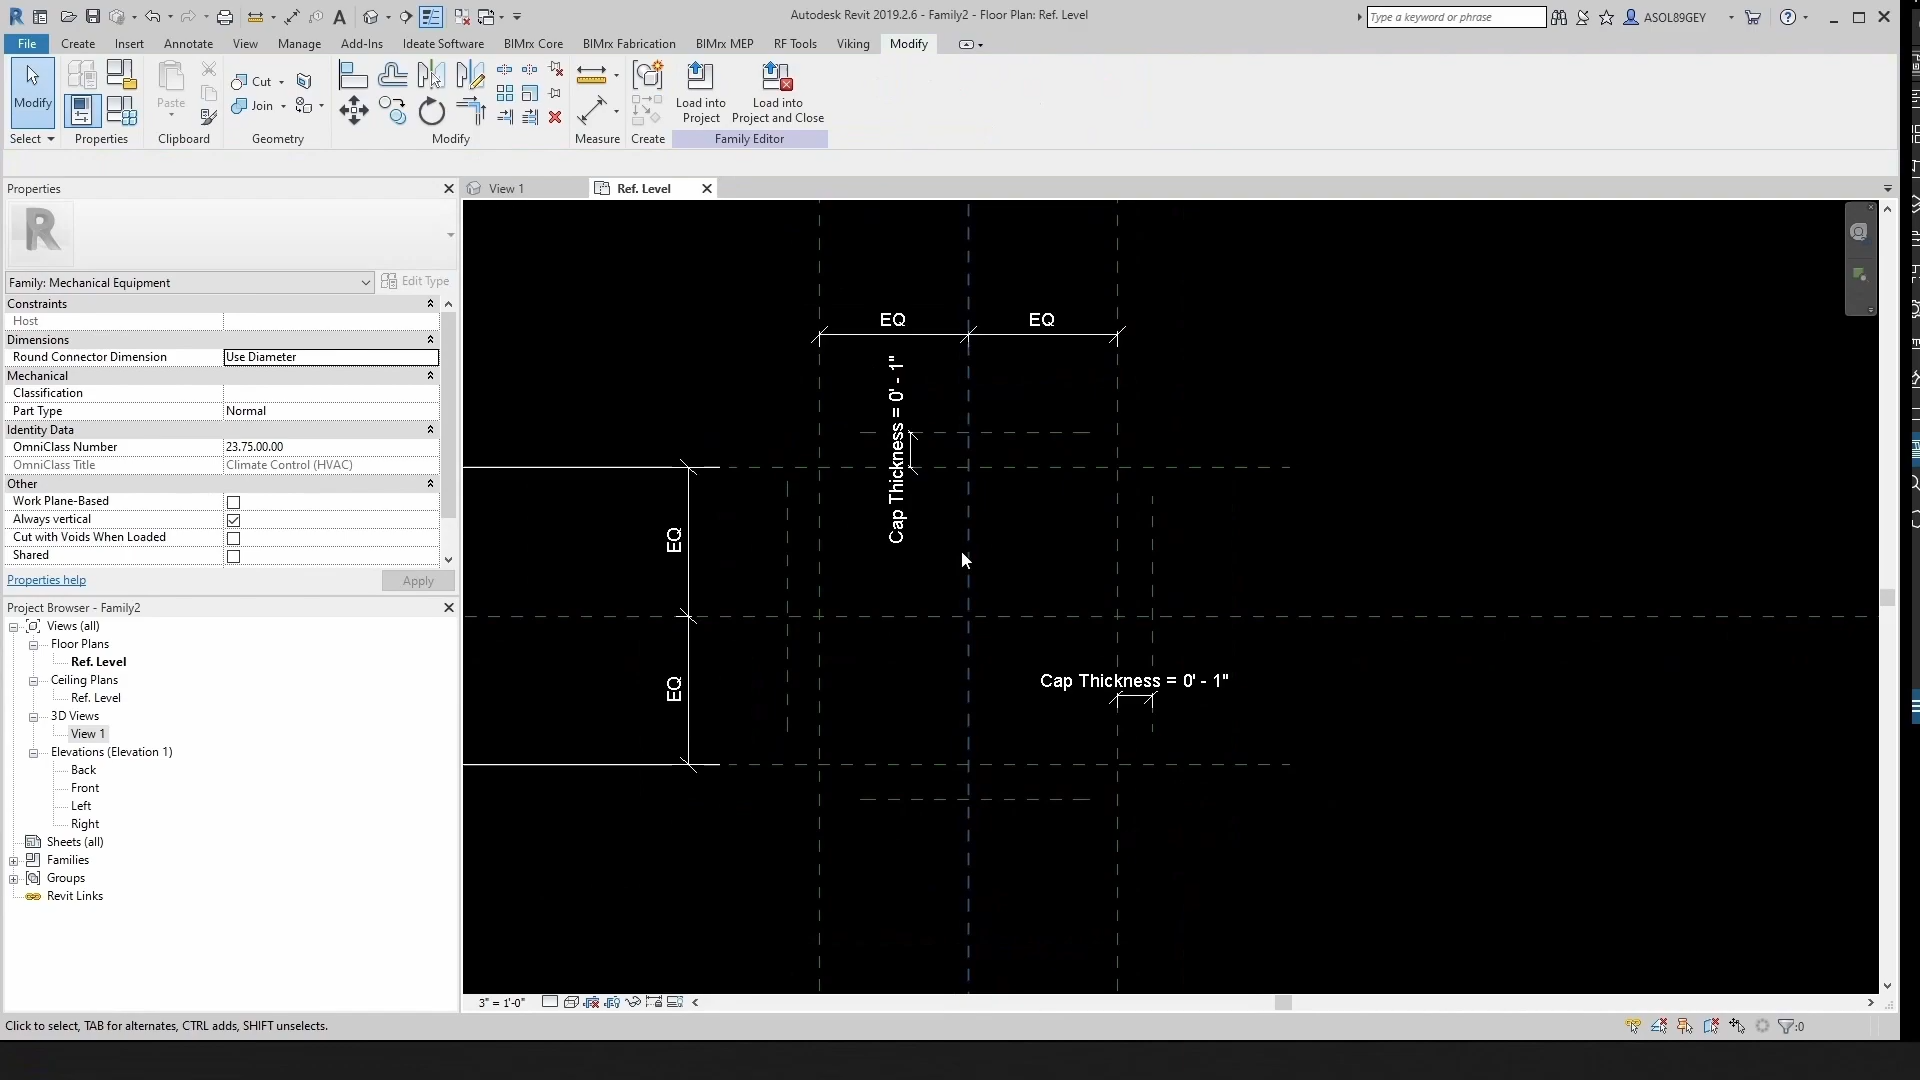 Autodesk Revit 2019.2.6 - Family2 - Floor Plan: Ref. Level
Type a keyword or phrase
ASOL89GEY
File Create Insert Annotate View Manage Add-Ins Ideate Software BIMrx Core BIMrx Fabrication BIMrx MEP RF Tools Viking Modify
Modify
Paste
Cut
Join
Load into Project
Load into Project and Close
Select Properties Clipboard Geometry Modify Measure Create Family Editor
Properties
View 1
Ref. Level
Family: Mechanical Equipment
Edit Type
Constraints
Host
Dimensions
Round Connector Dimension Use Diameter
Mechanical
Classification
Part Type Normal
Identity Data
OmniClass Number 23.75.00.00
OmniClass Title Climate Control (HVAC)
Other
Work Plane-Based
Always vertical
Cut with Voids When Loaded
Shared
Properties help
Apply
Project Browser - Family2
Views (all)
Floor Plans
Ref. Level
Ceiling Plans
Ref. Level
3D Views
View 1
Elevations (Elevation 1)
Back
Front
Left
Right
Sheets (all)
Families
Groups
Revit Links
EQ EQ
Cap Thickness = 0' - 1"
EQ
EQ
Cap Thickness = 0' - 1"
3" = 1'-0"
Click to select, TAB for alternates, CTRL adds, SHIFT unselects.
:0